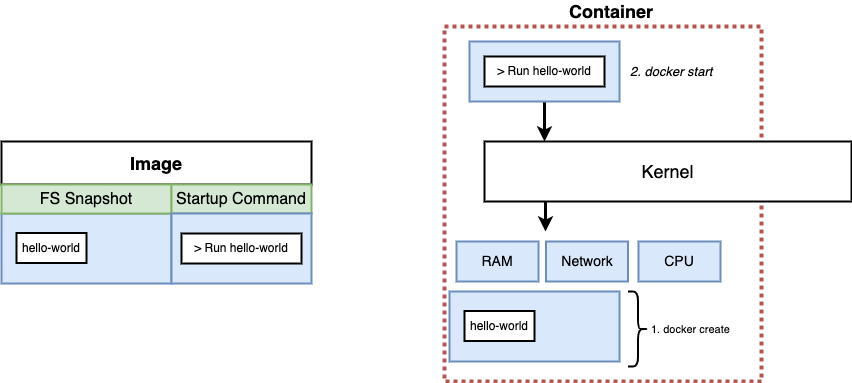 Container
> Run hello-world
2. docker start
Image
Kernel
FS Snapshot
Startup Command
hello-world
> Run hello-world
RAM
Network
CPU
hello-world
1. docker create